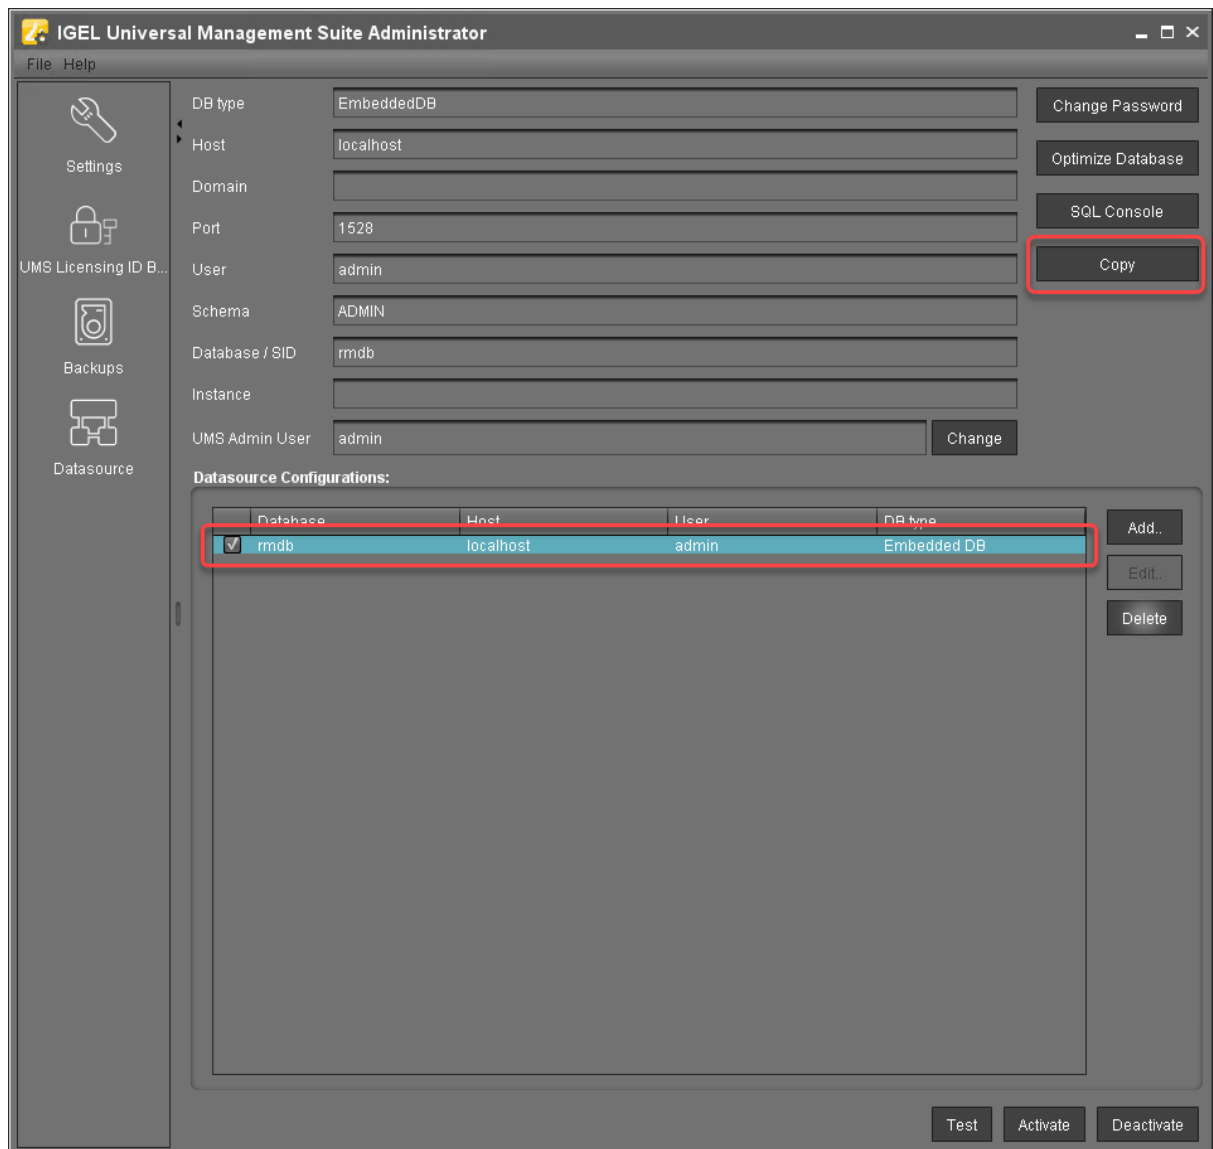 IGEL Universal Management Suite Administrator
File Help
Settings
UMS Licensing ID B...
Backups
Datasource
DB type EmbeddedDB
Host localhost
Domain
Port 1528
User admin
Schema ADMIN
Database / SID rmdb
Instance
UMS Admin User admin Change
Change Password
Optimize Database
SQL Console
Copy
Datasource Configurations:
Database Host User DB type
rmdb localhost admin Embedded DB
Add..
Edit..
Delete
Test Activate Deactivate